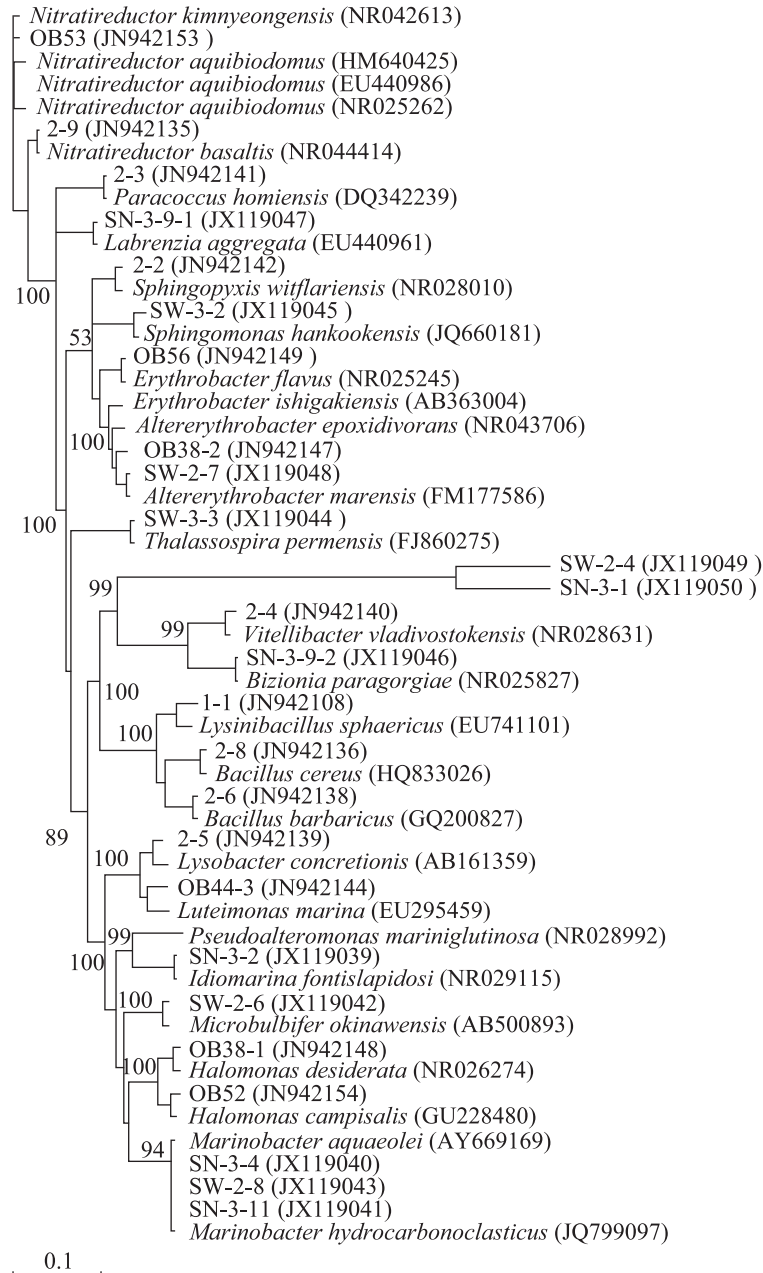 Nitratireductor kimnyeongensis (NR042613)
OB53 (JN942153 )
Nitratireductor aquibiodomus (HM640425)
Nitratireductor aquibiodomus (EU440986)
Nitratireductor aquibiodomus (NR025262)
2-9 (JN942135)
Nitratireductor basaltis (NR044414)
2-3 (JN942141)
Paracoccus homiensis (DQ342239)
SN-3-9-1 (JX119047)
Labrenzia aggregata (EU440961)
2-2 (JN942142)
100
Sphingopyxis witflariensis (NR028010)
SW-3-2 (JX119045 )
53
Sphingomonas hankookensis (JQ660181)
OB56 (JN942149 )
Erythrobacter flavus (NR025245)
Erythrobacter ishigakiensis (AB363004)
Altererythrobacter epoxidivorans (NR043706)
100
OB38-2 (JN942147)
SW-2-7 (JX119048)
Altererythrobacter marensis (FM177586)
100
SW-3-3 (JX119044 )
Thalassospira permensis (FJ860275)
SW-2-4 (JX119049 )
99
SN-3-1 (JX119050 )
2-4 (JN942140)
99
Vitellibacter vladivostokensis (NR028631)
SN-3-9-2 (JX119046)
Bizionia paragorgiae (NR025827)
100
1-1 (JN942108)
Lysinibacillus sphaericus (EU741101)
100
2-8 (JN942136)
Bacillus cereus (HQ833026)
2-6 (JN942138)
Bacillus barbaricus (GQ200827)
89
2-5 (JN942139)
100
Lysobacter concretionis (AB161359)
OB44-3 (JN942144)
Luteimonas marina (EU295459)
99
Pseudoalteromonas mariniglutinosa (NR028992)
100
SN-3-2 (JX119039)
Idiomarina fontislapidosi (NR029115)
100
SW-2-6 (JX119042)
Microbulbifer okinawensis (AB500893)
OB38-1 (JN942148)
100
Halomonas desiderata (NR026274)
OB52 (JN942154)
Halomonas campisalis (GU228480)
Marinobacter aquaeolei (AY669169)
94
SN-3-4 (JX119040)
SW-2-8 (JX119043)
SN-3-11 (JX119041)
Marinobacter hydrocarbonoclasticus (JQ799097)
0.1